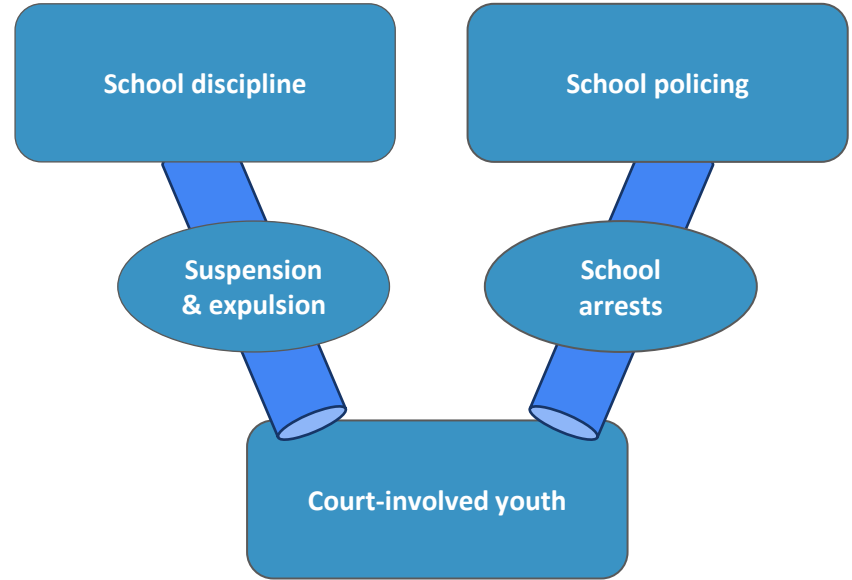 School discipline
School policing
Suspension
& expulsion
School
arrests
Court-involved youth